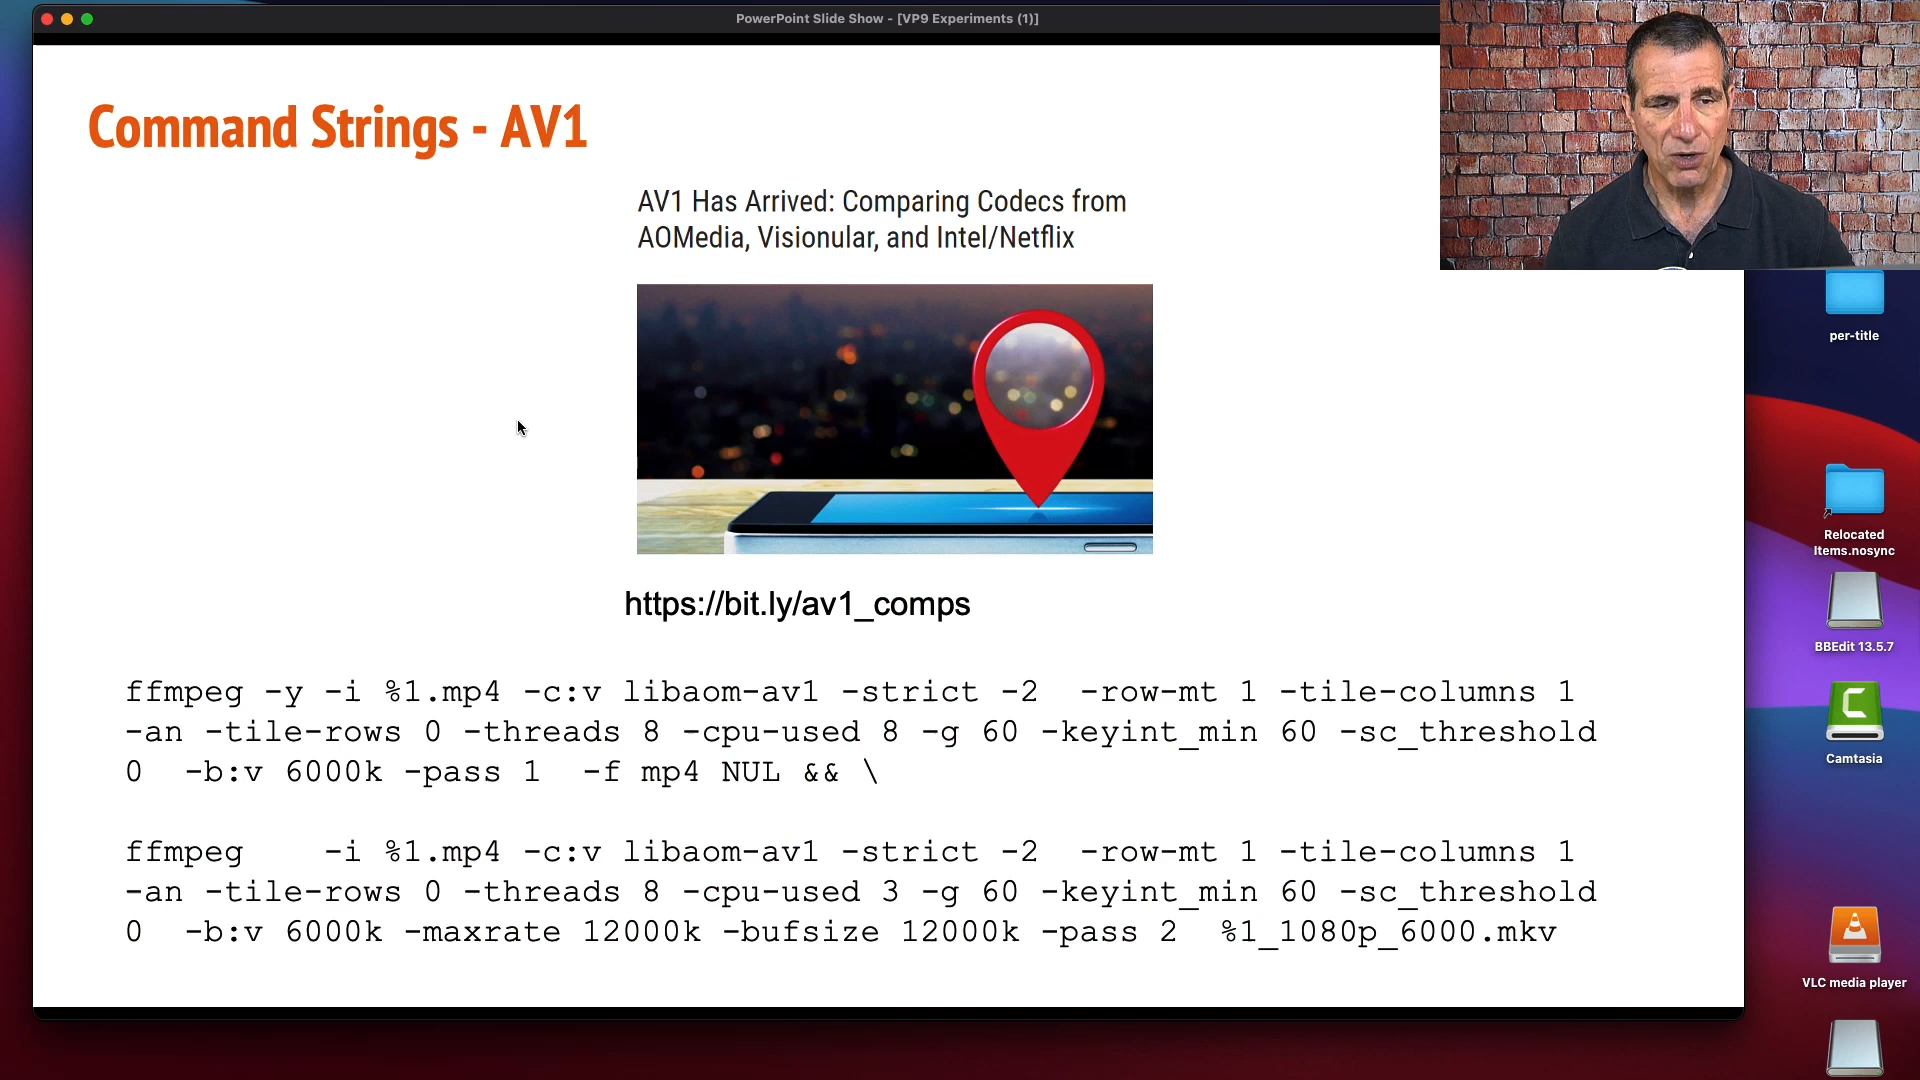 PowerPoint Slide Show - [VP9 Experiments (1)]
Command Strings - AV1
AV1 Has Arrived: Comparing Codecs from
AOMedia, Visionular, and Intel/Netflix
https://bit.ly/av1_comps
ffmpeg -y -i %1.mp4 -c:v libaom-av1 -strict -2  -row-mt 1 -tile-columns 1
-an -tile-rows 0 -threads 8 -cpu-used 8 -g 60 -keyint_min 60 -sc_threshold
0  -b:v 6000k -pass 1  -f mp4 NUL && \
ffmpeg    -i %1.mp4 -c:v libaom-av1 -strict -2  -row-mt 1 -tile-columns 1
-an -tile-rows 0 -threads 8 -cpu-used 3 -g 60 -keyint_min 60 -sc_threshold
0  -b:v 6000k -maxrate 12000k -bufsize 12000k -pass 2  %1_1080p_6000.mkv
per-title
Relocated
Items.nosync
BBEdit 13.5.7
C
Camtasia
VLC media player